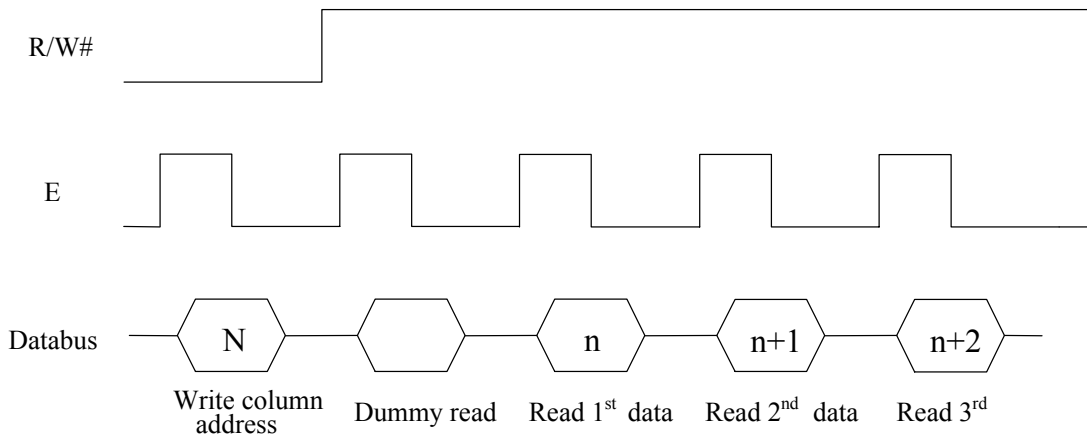 R/W#
E
Databus
N
n
n+1
n+2
Write column
address
Dummy read
Read 1st data
Read 2nd data
Read 3rd